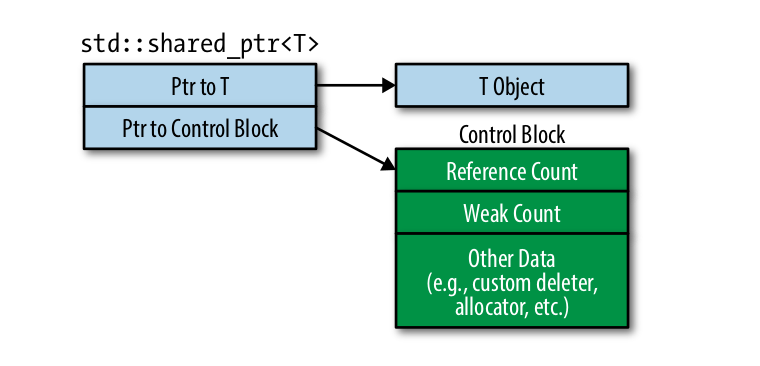 std::shared_ptr<T>
Ptr to T
T Object
Ptr to Control Block
Control Block
Reference Count
Weak Count
Other Data
(e.g., custom deleter,
allocator, etc.)